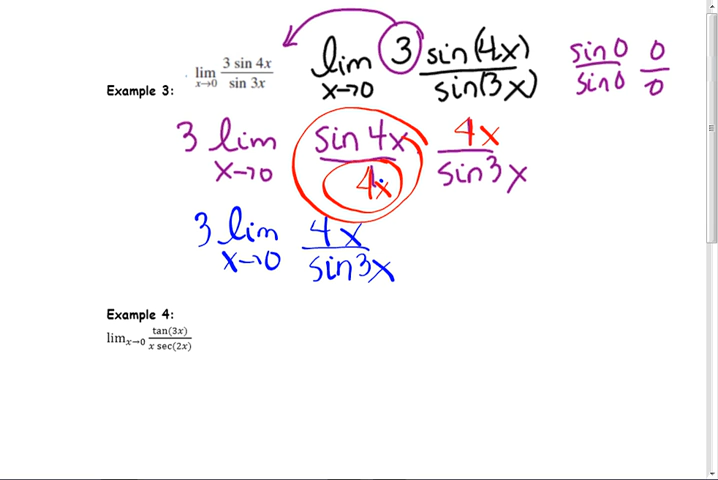 Example 3: lim x→0 3 sin 4x / sin 3x
lim x→0 3 sin(4x) / sin(3x) sin 0 / sin 0 0 / 0
3 lim x→0 sin 4x / 4x 4x / sin 3x
3 lim x→0 4x / sin 3x
Example 4:
lim x→0 tan(3x) / x sec(2x)